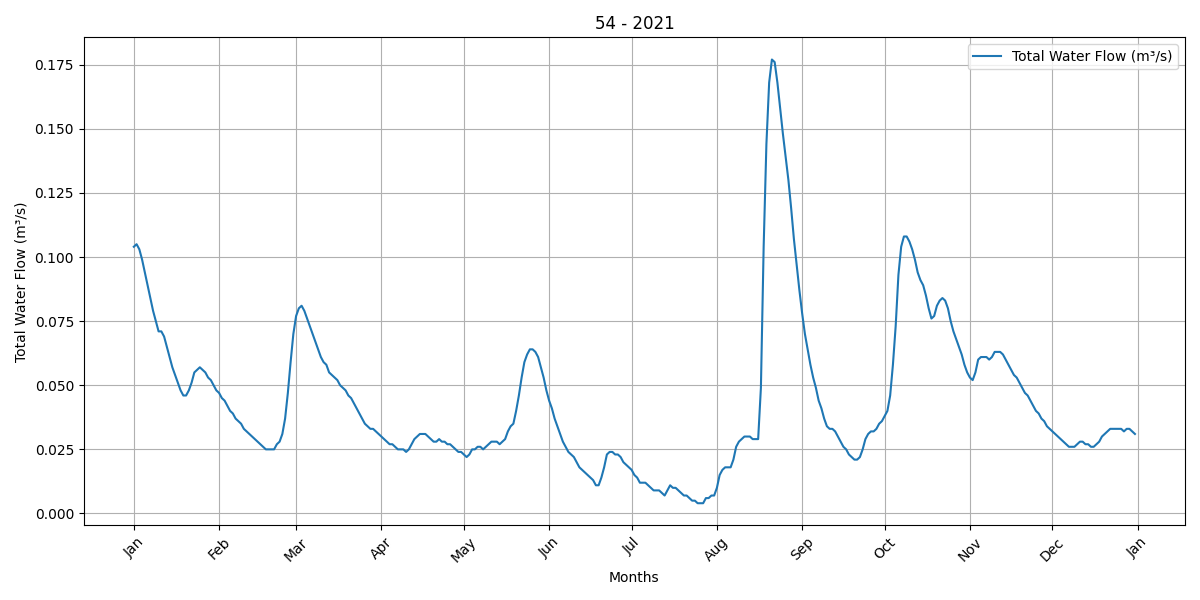 54 - 2021
Total Water Flow (m³/s)
0.175
0.150
0.125
0.100
0.075
0.050
0.025
0.000
Total Water Flow (m³/s)
Jan
Feb
Mar
Apr
May
Jun
Jul
Aug
Sep
Oct
Nov
Dec
Jan
Months